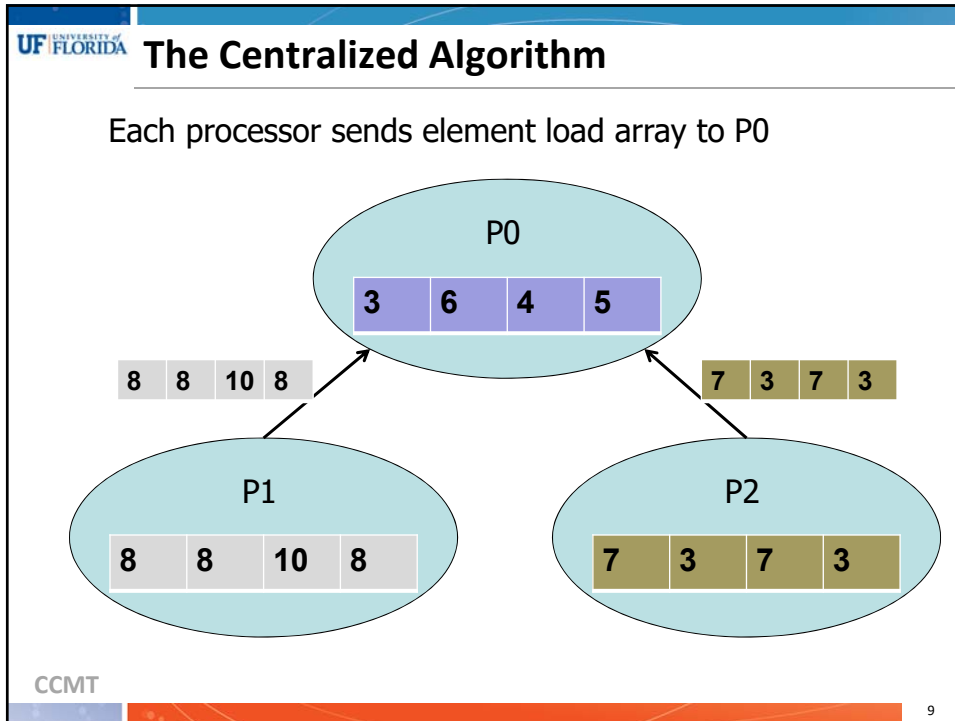 UF UNIVERSITY of FLORIDA
The Centralized Algorithm
Each processor sends element load array to P0
P0
3 6 4 5
8 8 10 8
7 3 7 3
P1
P2
8 8 10 8
7 3 7 3
CCMT
9